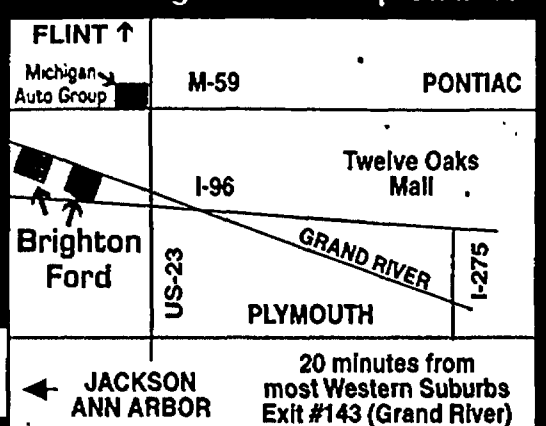 FLINT ↑
Michigan
Auto Group
M-59
PONTIAC
Twelve Oaks
Mall
I-96
Brighton
Ford
GRAND RIVER
US-23
I-275
PLYMOUTH
JACKSON
ANN ARBOR
20 minutes from
most Western Suburbs
Exit #143 (Grand River)